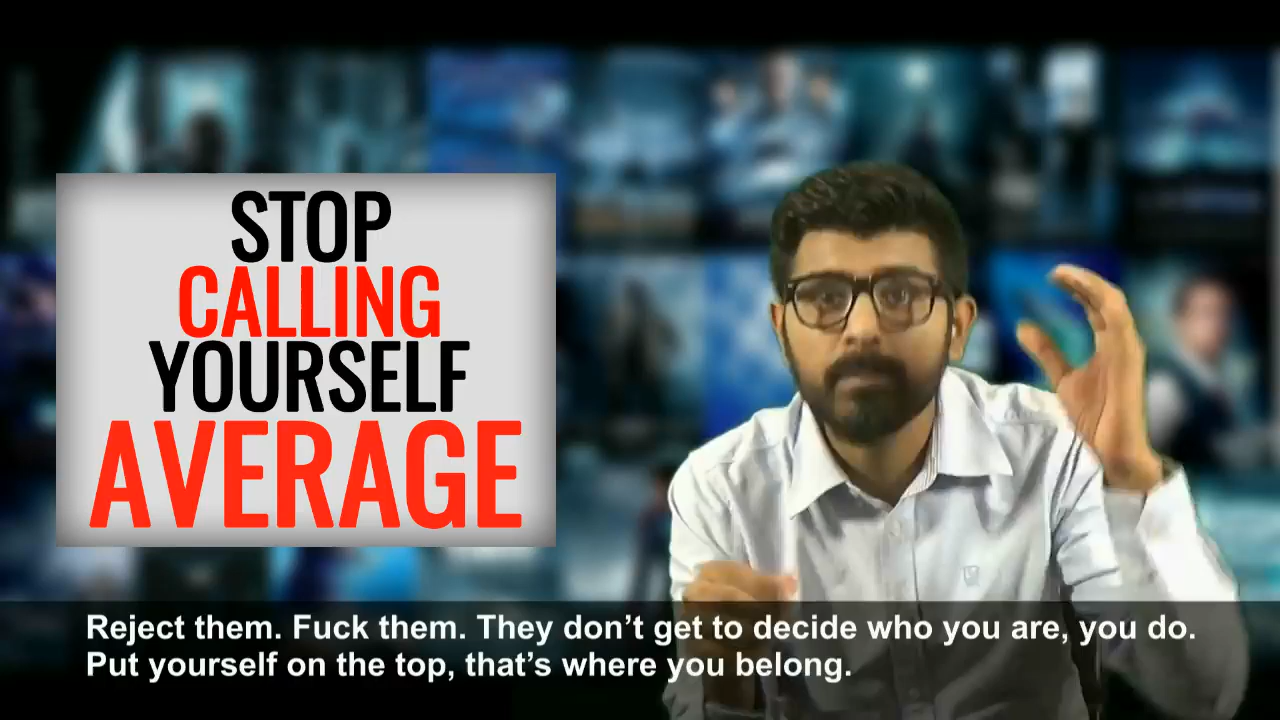 STOP
CALLING
YOURSELF
AVERAGE
Reject them. Fuck them. They don’t get to decide who you are, you do.
Put yourself on the top, that’s where you belong.